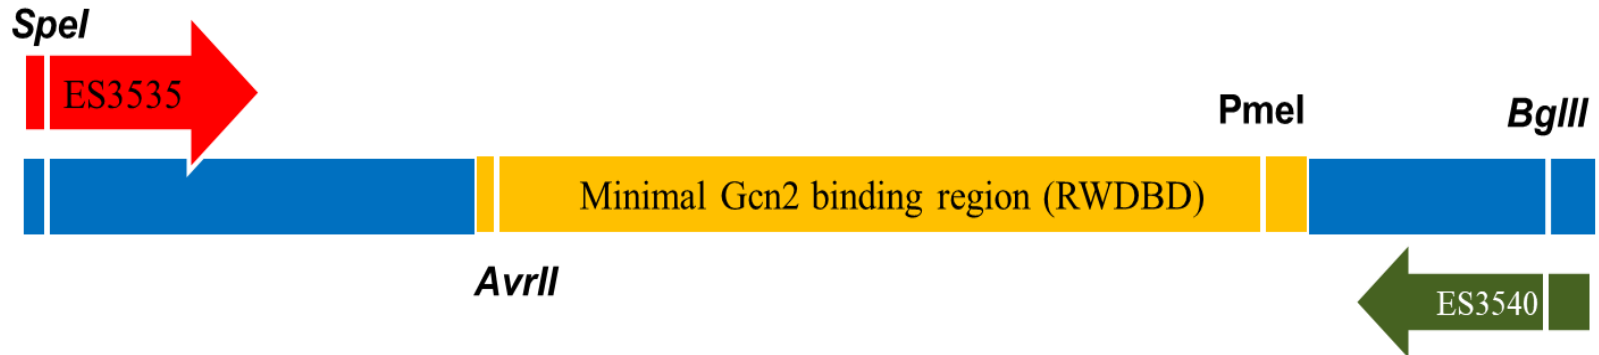 SpeI
ES3535
PmeI
BglII
Minimal Gcn2 binding region (RWDBD)
AvrII
ES3540